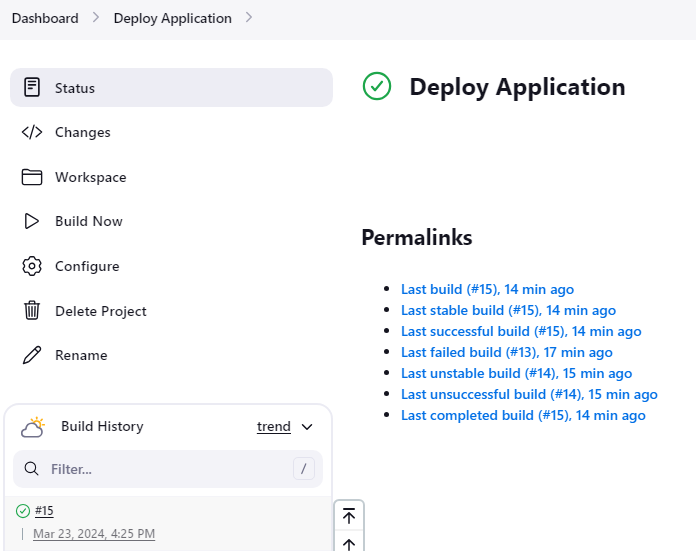 Dashboard > Deploy Application >
Status
Changes
Workspace
Build Now
Configure
Delete Project
Rename
Build History trend
Filter... /
#15
Mar 23, 2024, 4:25 PM
Deploy Application
Permalinks
Last build (#15), 14 min ago
Last stable build (#15), 14 min ago
Last successful build (#15), 14 min ago
Last failed build (#13), 17 min ago
Last unstable build (#14), 15 min ago
Last unsuccessful build (#14), 15 min ago
Last completed build (#15), 14 min ago